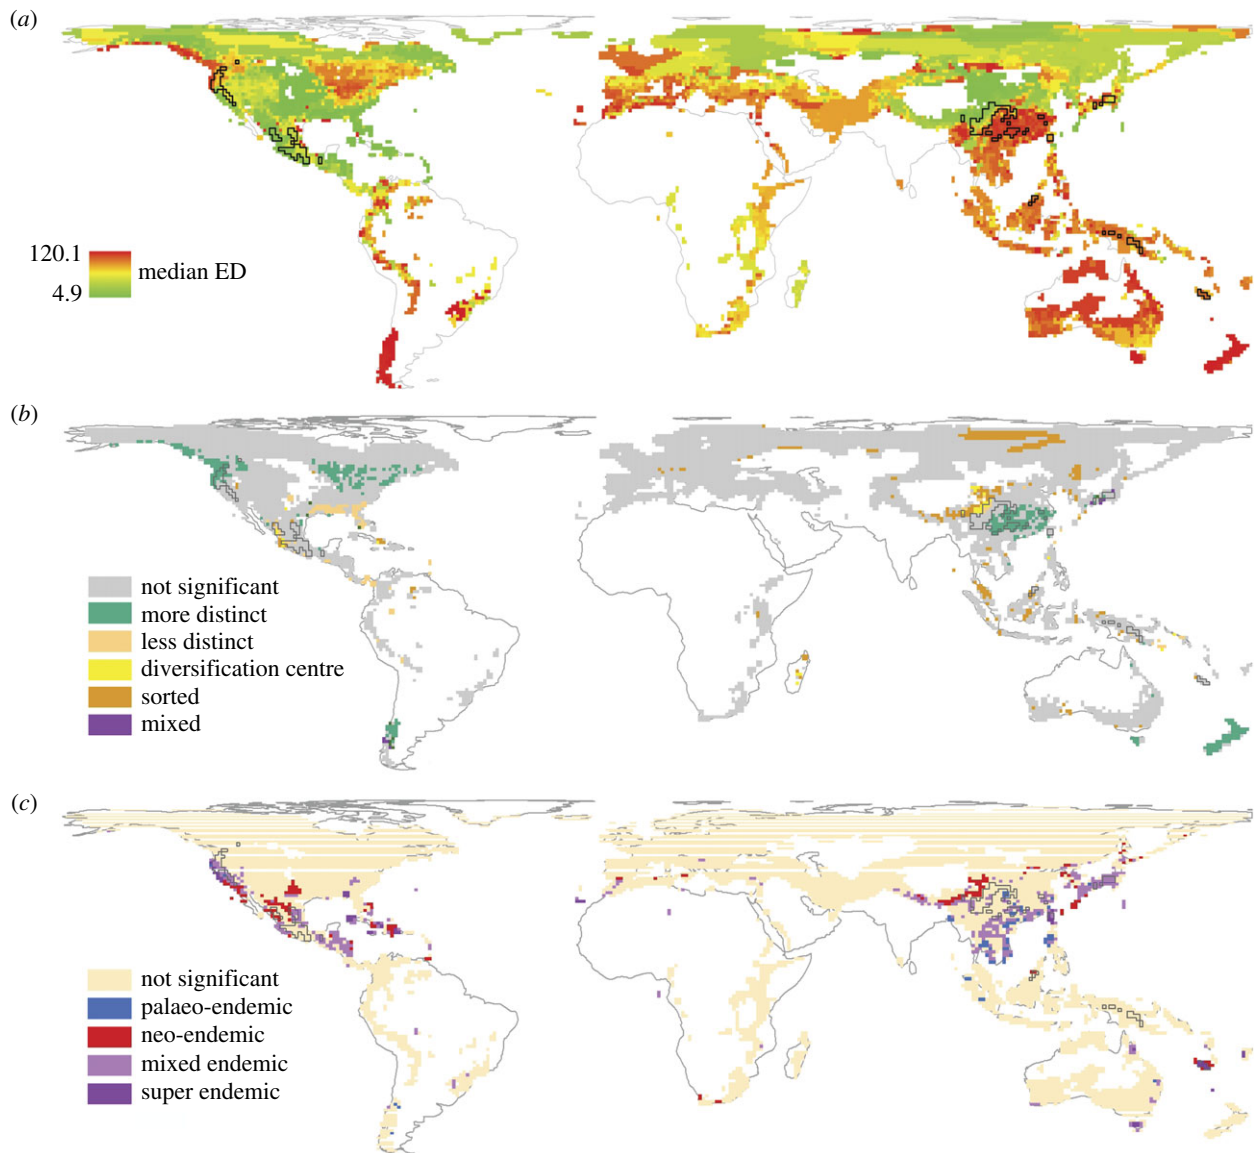 (a)
120.1
4.9
median ED
(b)
not significant
more distinct
less distinct
diversification centre
sorted
mixed
(c)
not significant
palaeo-endemic
neo-endemic
mixed endemic
super endemic